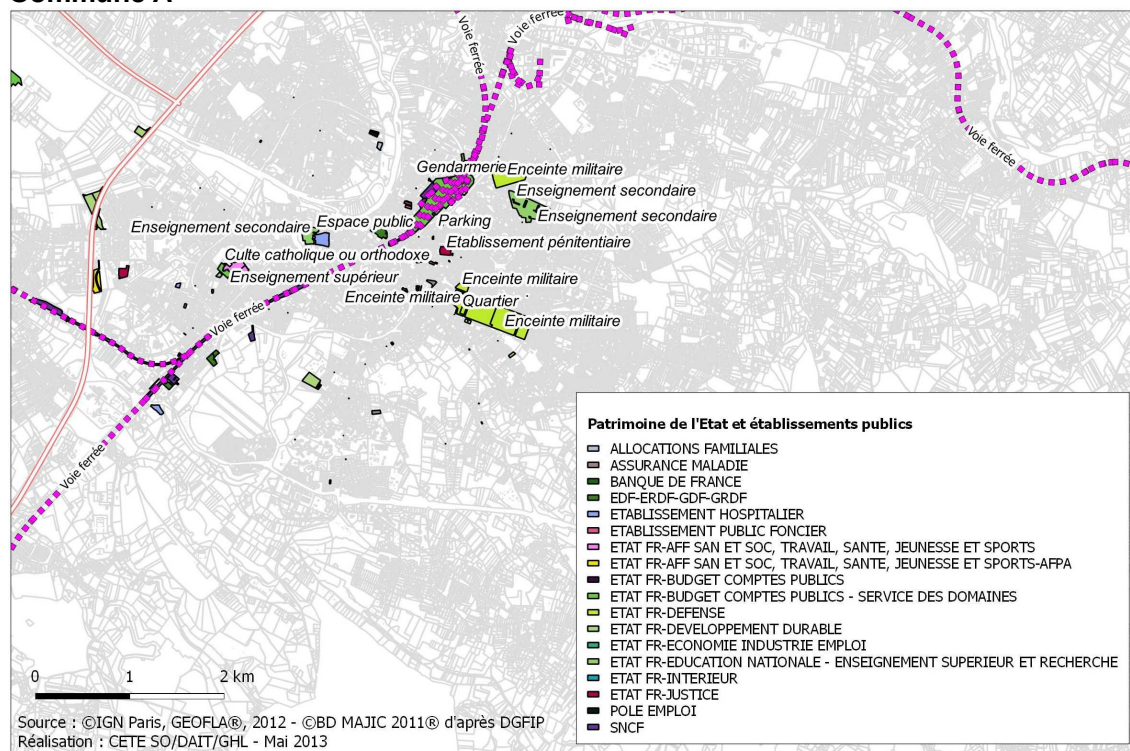 Commune A
Voie ferrée
Voie ferrée
Voie ferrée
Voie ferrée
Gendarmerie
Enceinte militaire
Enseignement secondaire
Enseignement secondaire
Espace public
Parking
Enseignement secondaire
Etablissement pénitentiaire
Culte catholique ou orthodoxe
Enseignement supérieur
Enceinte militaire
Enceinte militaire
Quartier
Enceinte militaire
Voie ferrée
Voie ferrée
Patrimoine de l'Etat et établissements publics
ALLOCATIONS FAMILIALES
ASSURANCE MALADIE
BANQUE DE FRANCE
EDF-ERDF-GDF-GRDF
ETABLISSEMENT HOSPITALIER
ETABLISSEMENT PUBLIC FONCIER
ETAT FR-AFF SAN ET SOC, TRAVAIL, SANTE, JEUNESSE ET SPORTS
ETAT FR-AFF SAN ET SOC, TRAVAIL, SANTE, JEUNESSE ET SPORTS-AFPA
ETAT FR-BUDGET COMPTES PUBLICS
ETAT FR-BUDGET COMPTES PUBLICS - SERVICE DES DOMAINES
ETAT FR-DEFENSE
ETAT FR-DEVELOPPEMENT DURABLE
ETAT FR-ECONOMIE INDUSTRIE EMPLOI
ETAT FR-EDUCATION NATIONALE - ENSEIGNEMENT SUPERIEUR ET RECHERCHE
ETAT FR-INTERIEUR
ETAT FR-JUSTICE
POLE EMPLOI
SNCF
0 1 2 km
Source : ©IGN Paris, GEOFLA®, 2012 - ©BD MAJIC 2011® d'après DGFIP
Réalisation : CETE SO/DAIT/GHL - Mai 2013